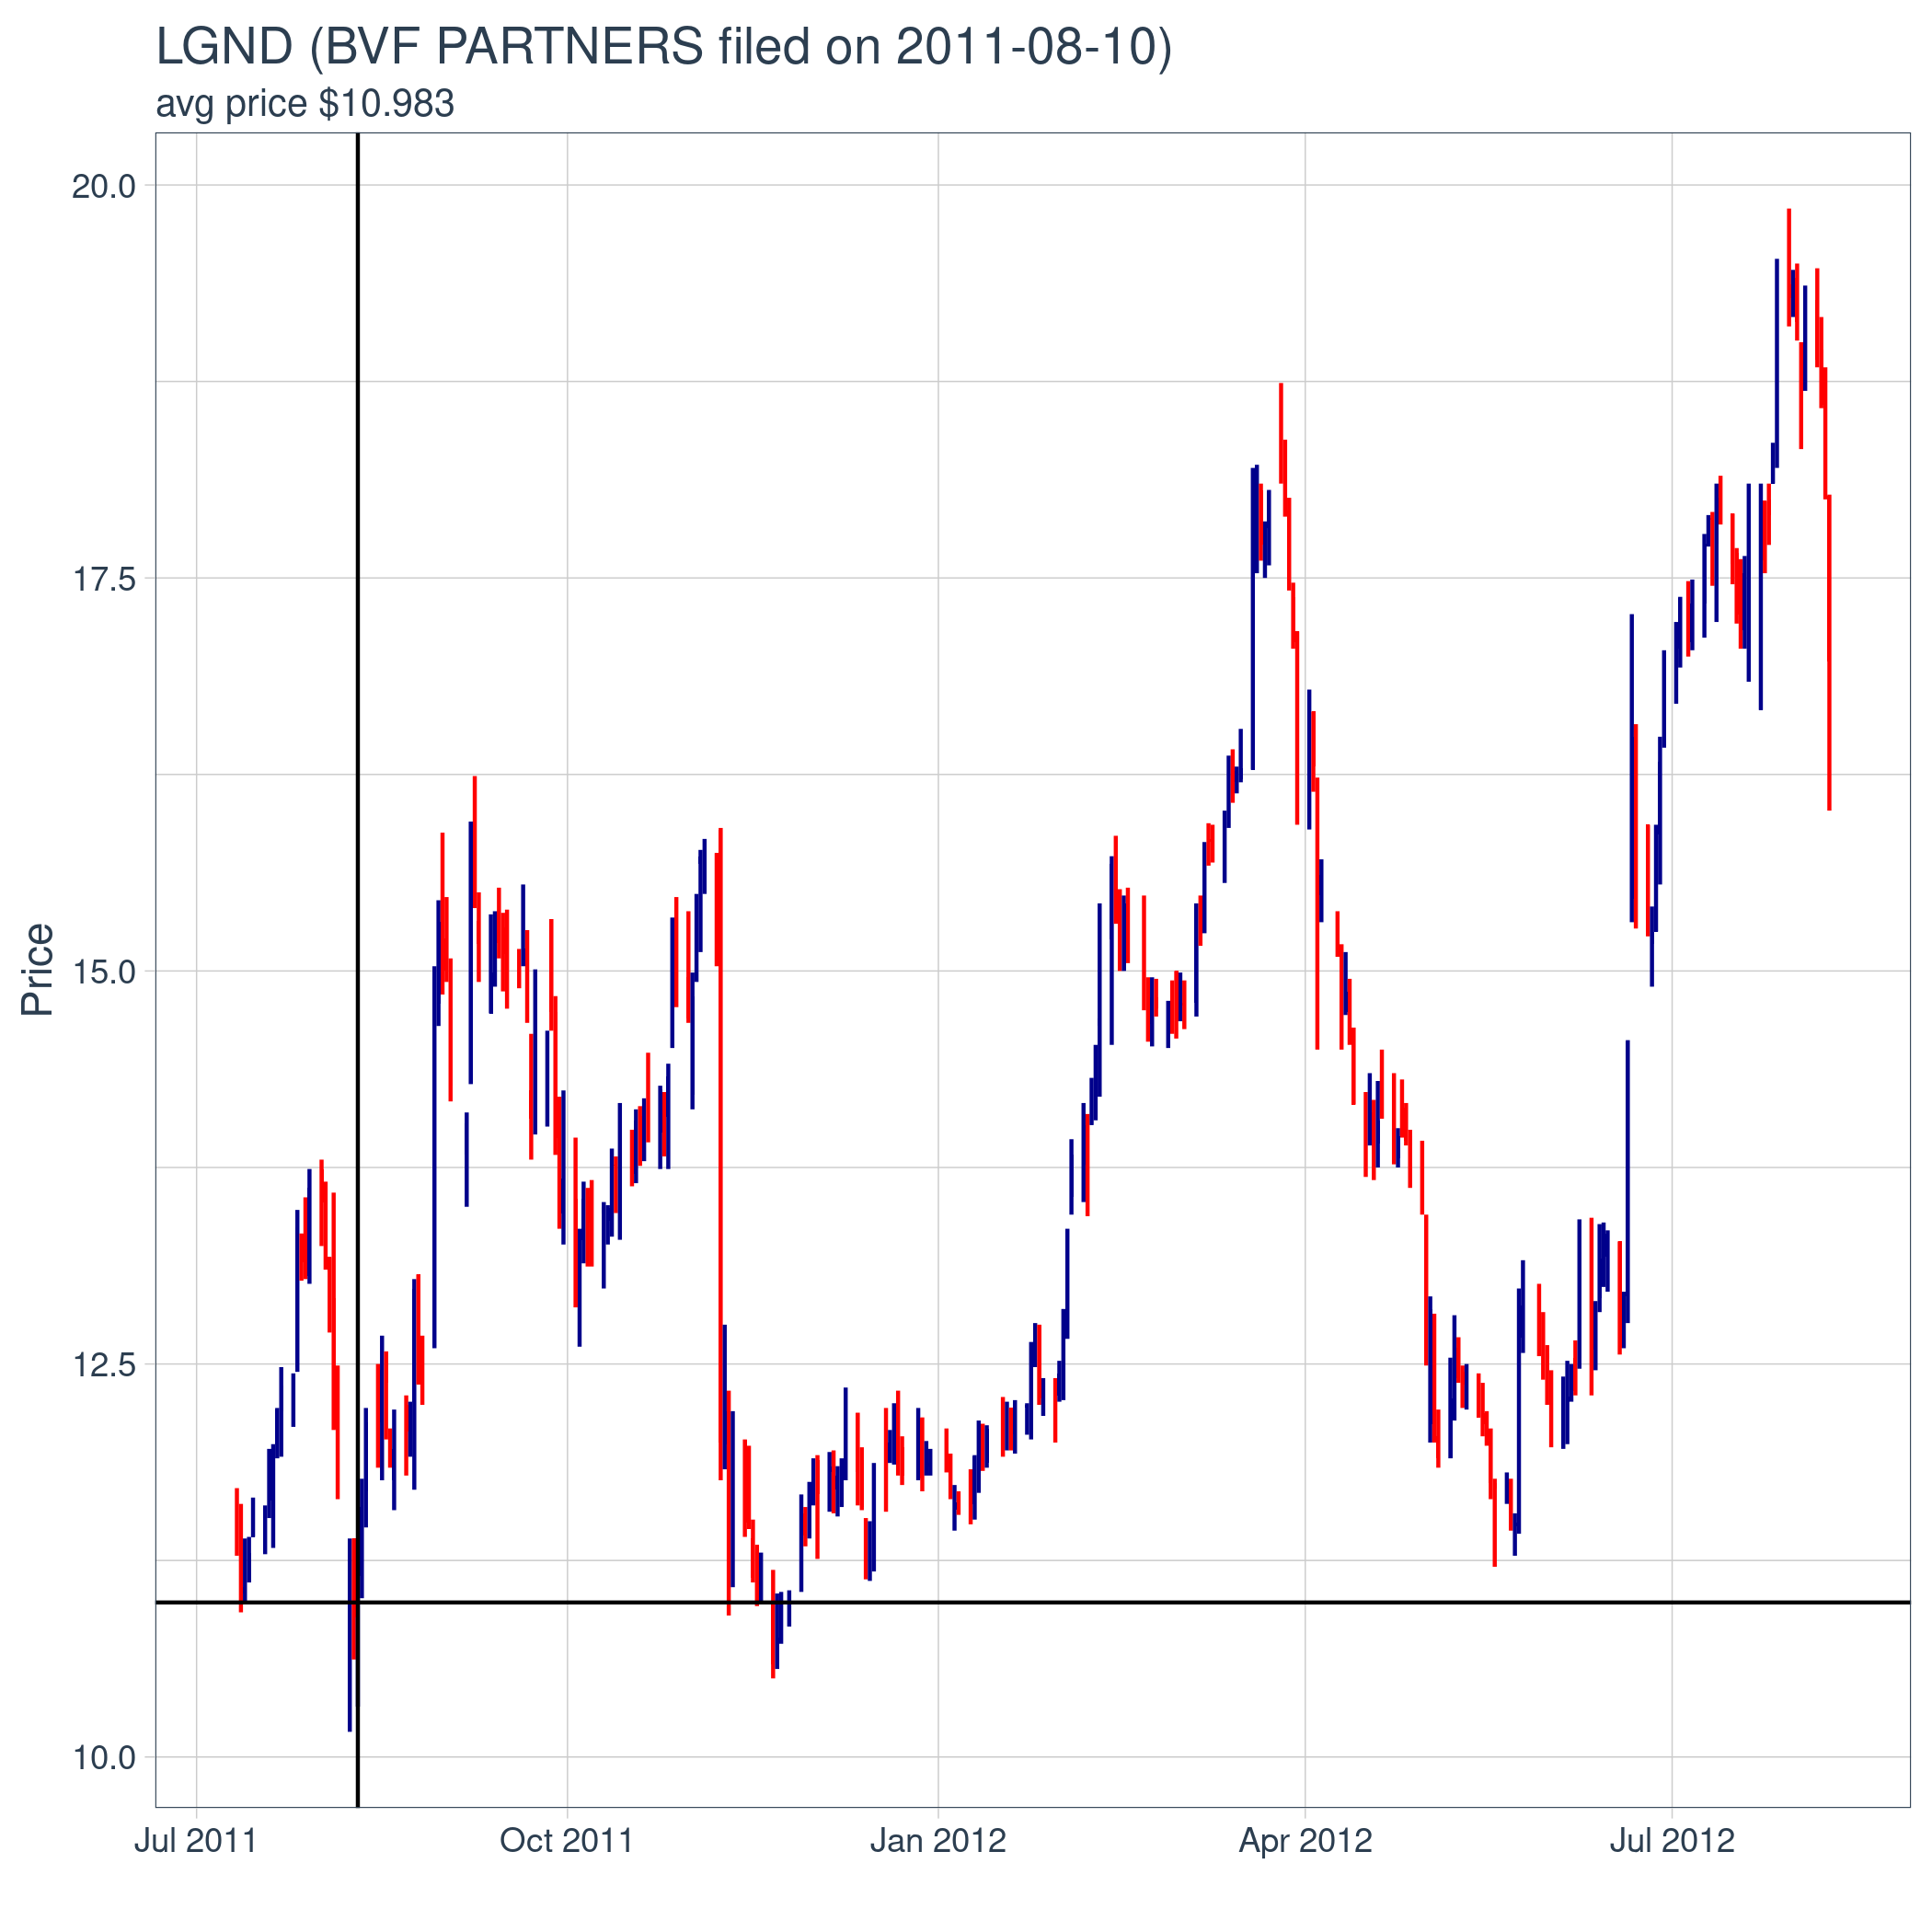 LGND (BVF PARTNERS filed on 2011-08-10)
avg price $10.983
20.0
17.5
15.0
12.5
10.0
Price
Jul 2011
Oct 2011
Jan 2012
Apr 2012
Jul 2012